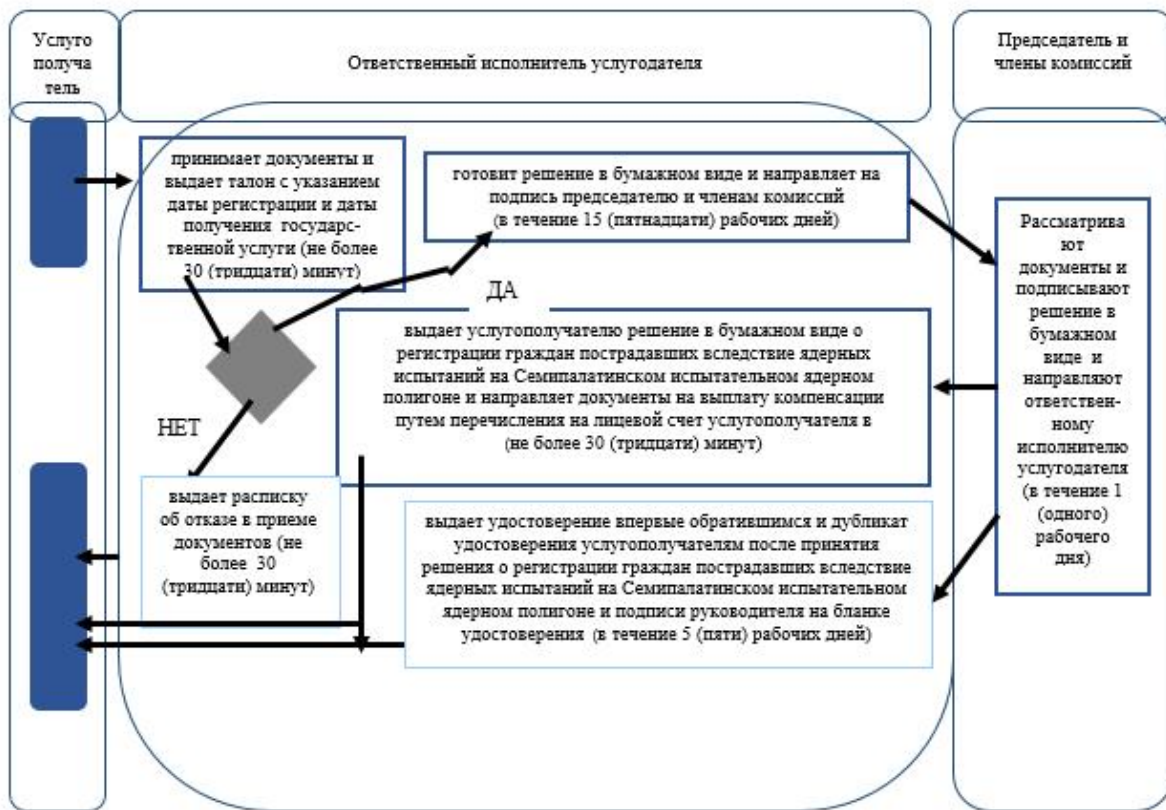 Услуго
получа
тель
Ответственный исполнитель услугодателя
Председатель и
члены комиссий
принимает документы и
выдает талон с указанием
даты регистрации и даты
получения государс-
твенной услуги (не более
30 (тридцати) минут)
готовит решение в бумажном виде и направляет на
подпись председателю и членам комиссий
(в течение 15 (пятнадцати) рабочих дней)
Рассматрива
ют
документы и
подписывают
решение в
бумажном
виде и
направляют
ответствен-
ному
исполнителю
услугодателя
(в течение 1
(одного)
рабочего
дня)
ДА
выдает услугополучателю решение в бумажном виде о
регистрации граждан пострадавших вследствие ядерных
испытаний на Семипалатинском испытательном ядерном
полигоне и направляет документы на выплату компенсации
путем перечисления на лицевой счет услугополучателя в
(не более 30 (тридцати) минут)
НЕТ
выдает расписку
об отказе в приеме
документов (не
более 30
(тридцати) минут)
выдает удостоверение впервые обратившимся и дубликат
удостоверения услугополучателям после принятия
решения о регистрации граждан пострадавших вследствие
ядерных испытаний на Семипалатинском испытательном
ядерном полигоне и подписи руководителя на бланке
удостоверения (в течение 5 (пяти) рабочих дней)